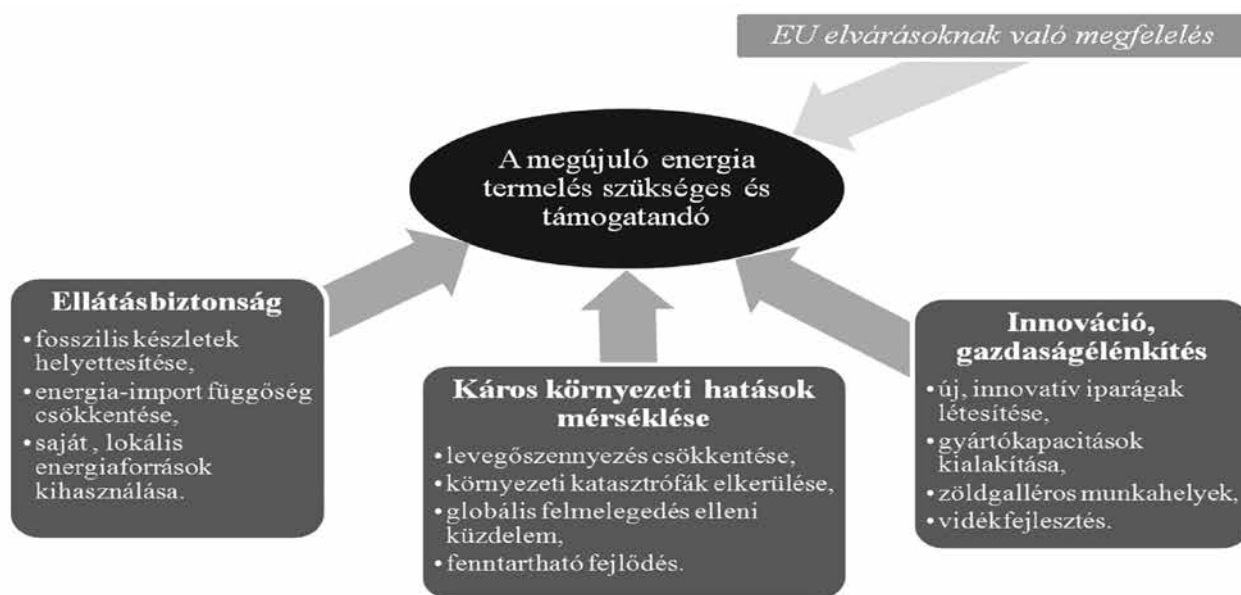 EU elvárásoknak való megfelelés
A megújuló energia
termelés szükséges és
támogatandó
Ellátásbiztonság
• fosszilis készletek
helyettesítése,
• energia-import függőség
csökkentése,
• saját , lokális
energiaforrások
kihasználása.
Káros környezeti hatások
mérséklése
• levegőszennyezés csökkentése,
• környezeti katasztrófák elkerülése,
• globális felmelegedés elleni
küzdelem,
• fenntartható fejlődés.
Innováció,
gazdaságélénkítés
• új, innovatív iparágak
létesítése,
• gyártókapacitások
kialakítása,
• zöldgalléros munkahelyek,
• vidékfejlesztés.